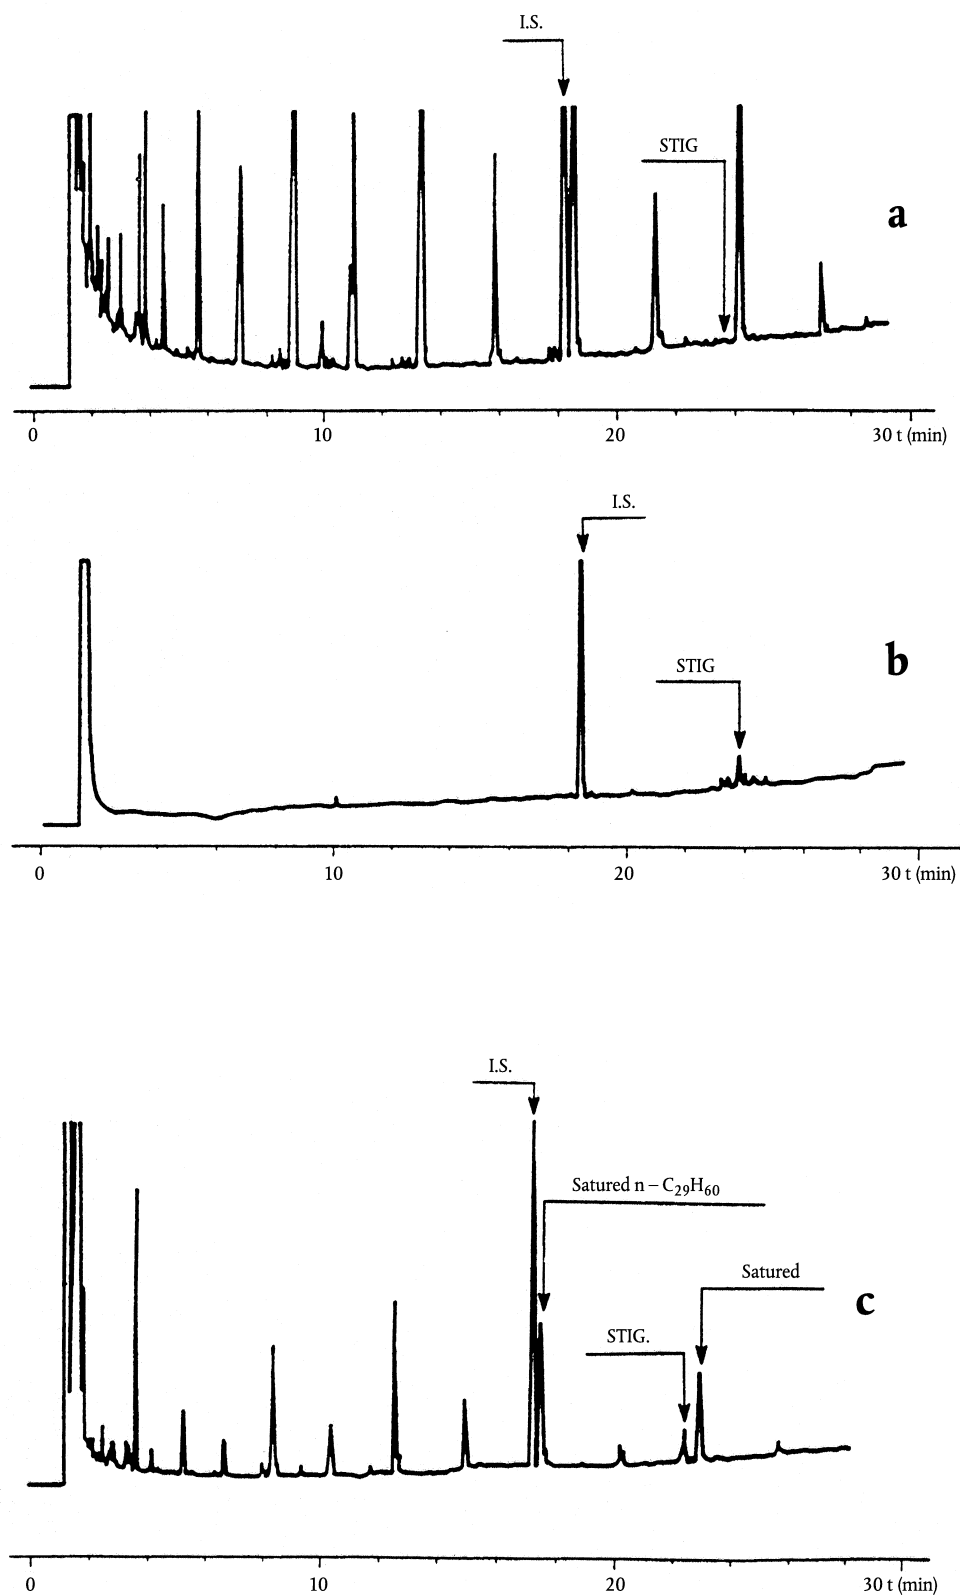 I.S.
STIG
a
0 10 20 30 t (min)
I.S.
STIG
b
0 10 20 30 t (min)
I.S.
Satured n – C₂₉H₆₀
Satured
c
STIG.
0 10 20 30 t (min)